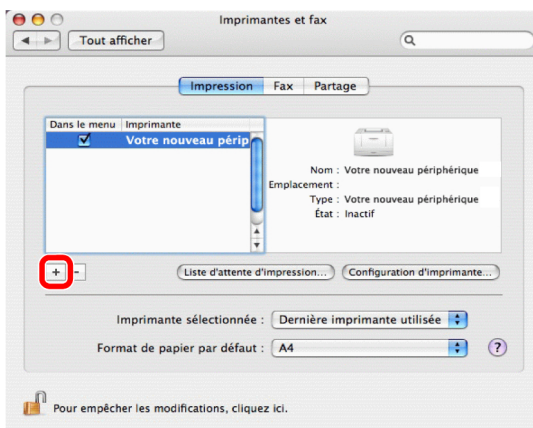 Imprimantes et fax
Tout afficher
Impression Fax Partage
Dans le menu Imprimante
Votre nouveau périp
Nom : Votre nouveau périphérique
Emplacement :
Type : Votre nouveau périphérique
État : Inactif
+ -
Liste d'attente d'impression... Configuration d'imprimante...
Imprimante sélectionnée : Dernière imprimante utilisée
Format de papier par défaut : A4 ?
Pour empêcher les modifications, cliquez ici.